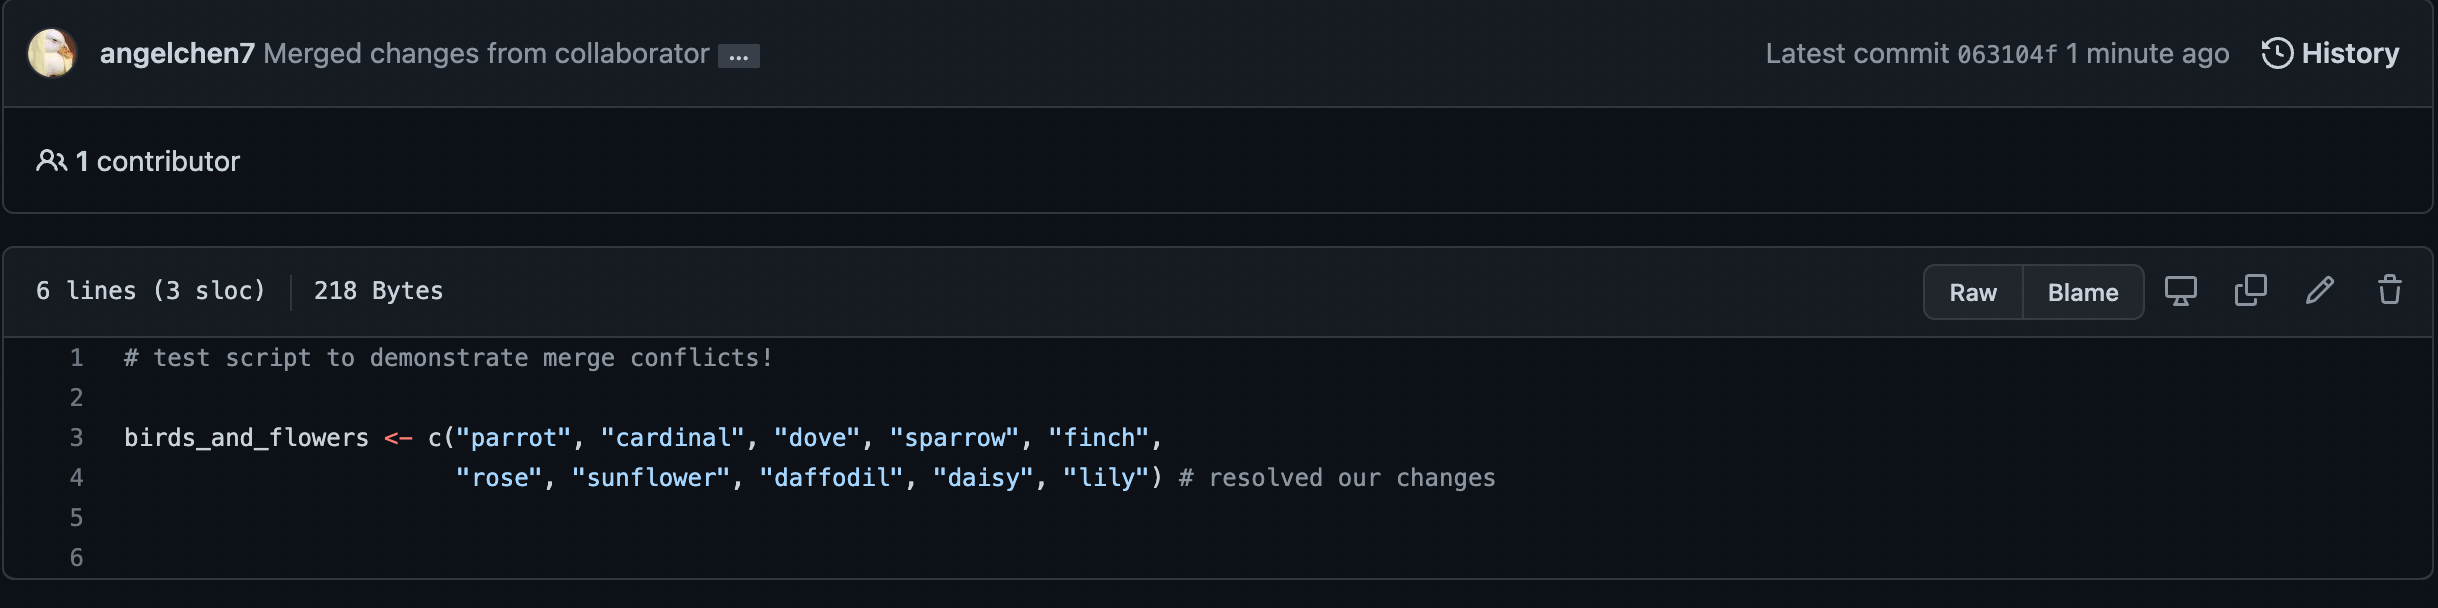 angelchen7 Merged changes from collaborator ... Latest commit 063104f 1 minute ago History
1 contributor
6 lines (3 sloc) 218 Bytes Raw Blame
1 # test script to demonstrate merge conflicts!
2
3 birds_and_flowers <- c("parrot", "cardinal", "dove", "sparrow", "finch",
4 "rose", "sunflower", "daffodil", "daisy", "lily") # resolved our changes
5
6